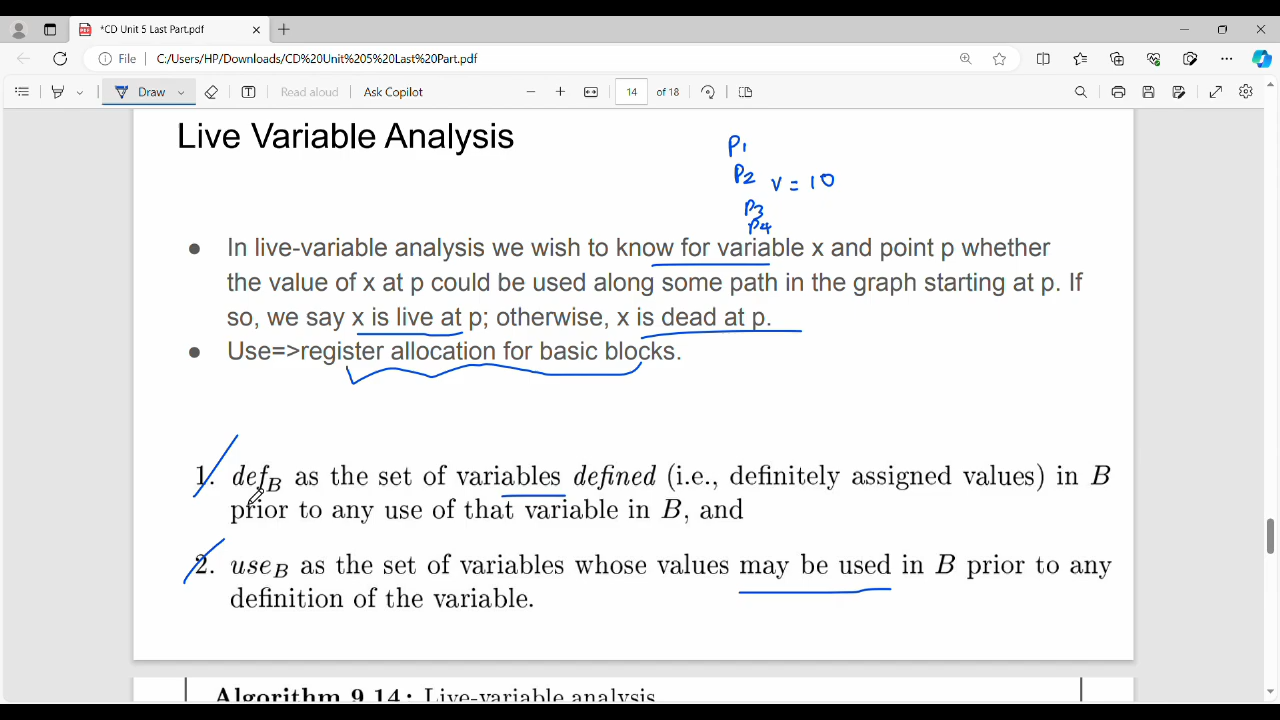 *CD Unit 5 Last Part.pdf
File C:/Users/HP/Downloads/CD%20Unit%205%20Last%20Part.pdf
Draw Read aloud Ask Copilot 14 of 18
Live Variable Analysis
P1
P2 v = 10
P3
P4
● In live-variable analysis we wish to know for variable x and point p whether
the value of x at p could be used along some path in the graph starting at p. If
so, we say x is live at p; otherwise, x is dead at p.
● Use=>register allocation for basic blocks.
1. defB as the set of variables defined (i.e., definitely assigned values) in B
prior to any use of that variable in B, and
2. useB as the set of variables whose values may be used in B prior to any
definition of the variable.
Algorithm 9.14: Live-variable analysis